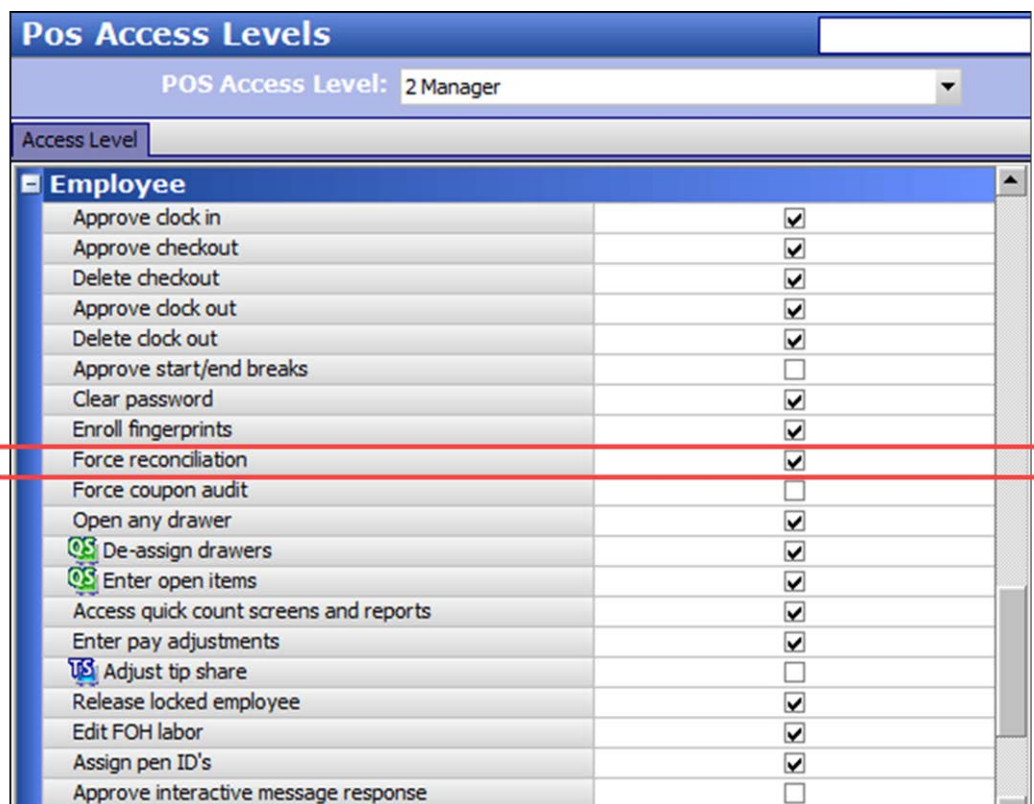 Pos Access Levels
POS Access Level: 2 Manager
Access Level
Employee
Approve clock in
Approve checkout
Delete checkout
Approve clock out
Delete clock out
Approve start/end breaks
Clear password
Enroll fingerprints
Force reconciliation
Force coupon audit
Open any drawer
QS De-assign drawers
QS Enter open items
Access quick count screens and reports
Enter pay adjustments
TS Adjust tip share
Release locked employee
Edit FOH labor
Assign pen ID's
Approve interactive message response